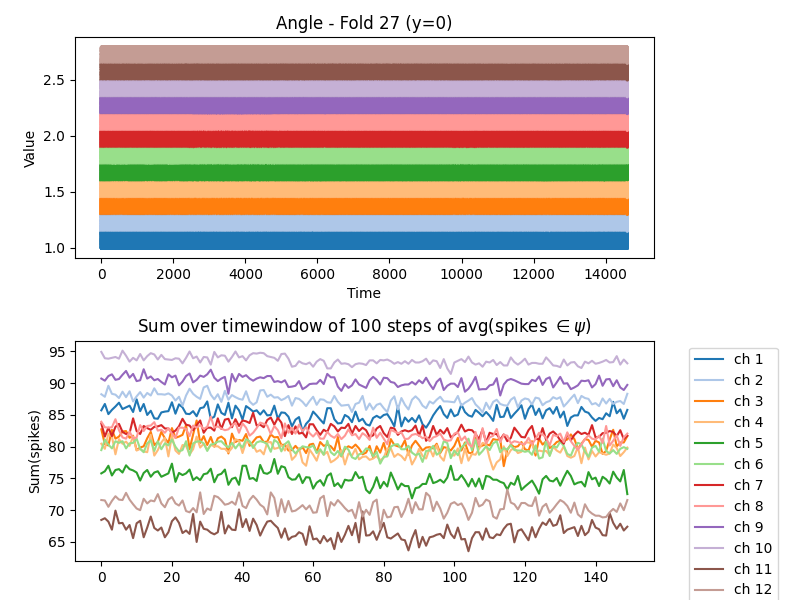 Angle - Fold 27 (y=0)
2.5
2.0
1.5
1.0
Value
0 2000 4000 6000 8000 10000 12000 14000
Time
Sum over timewindow of 100 steps of avg(spikes ∈ ψ)
95
90
85
80
75
70
65
Sum(spikes)
0 20 40 60 80 100 120 140
ch 1
ch 2
ch 3
ch 4
ch 5
ch 6
ch 7
ch 8
ch 9
ch 10
ch 11
ch 12